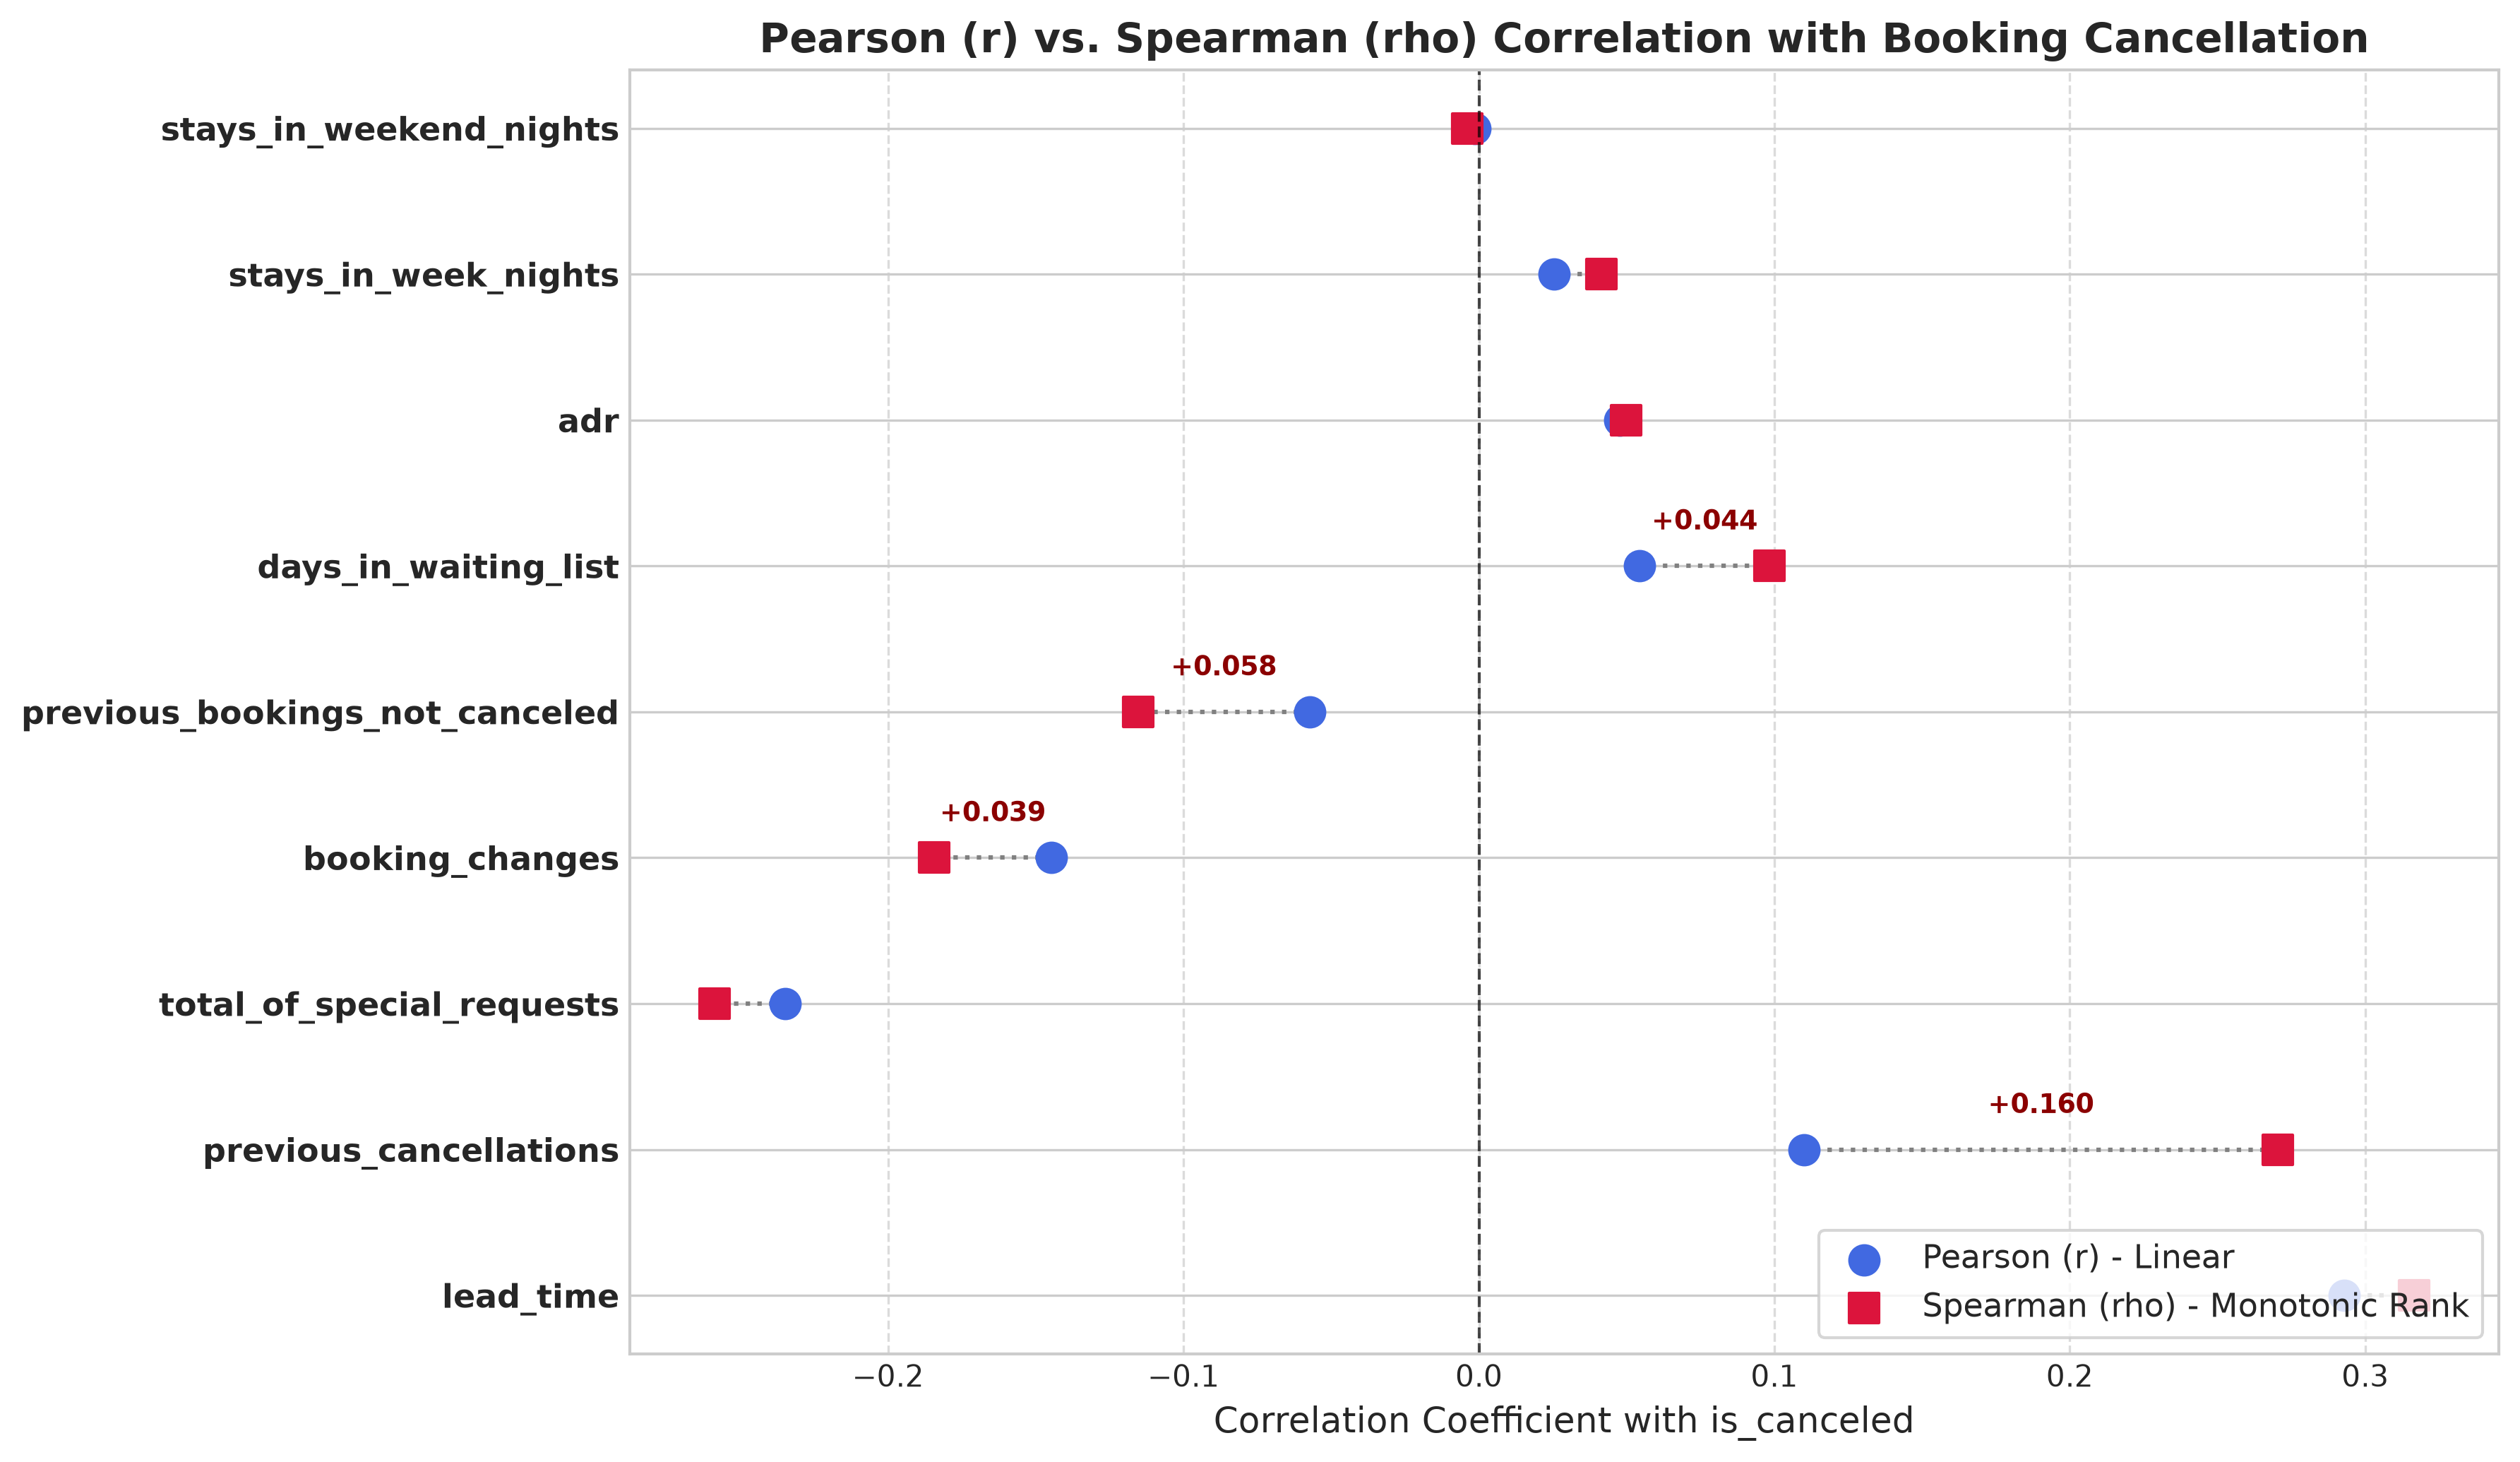 Pearson (r) vs. Spearman (rho) Correlation with Booking Cancellation
stays_in_weekend_nights
stays_in_week_nights
adr
+0.044
days_in_waiting_list
+0.058
previous_bookings_not_canceled
+0.039
booking_changes
total_of_special_requests
+0.160
previous_cancellations
Pearson (r) - Linear
lead_time
Spearman (rho) - Monotonic Rank
−0.2 −0.1 0.0 0.1 0.2 0.3
Correlation Coefficient with is_canceled